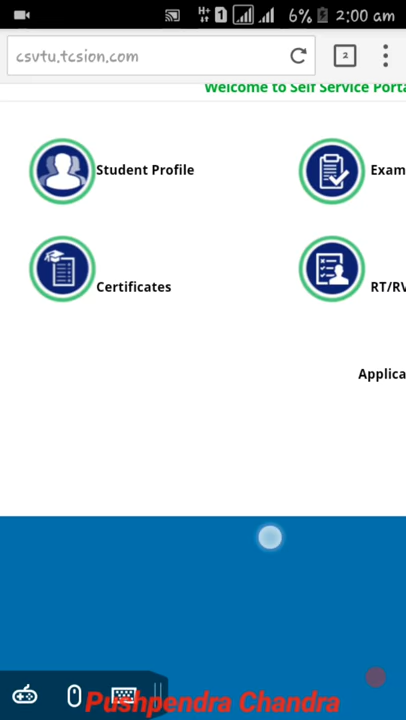 H+ 1 6% 2:00 am
csvtu.tcsion.com 2
Welcome to Self Service Porta
Student Profile Exam
Certificates RT/RV
Applica
Pushpendra Chandra